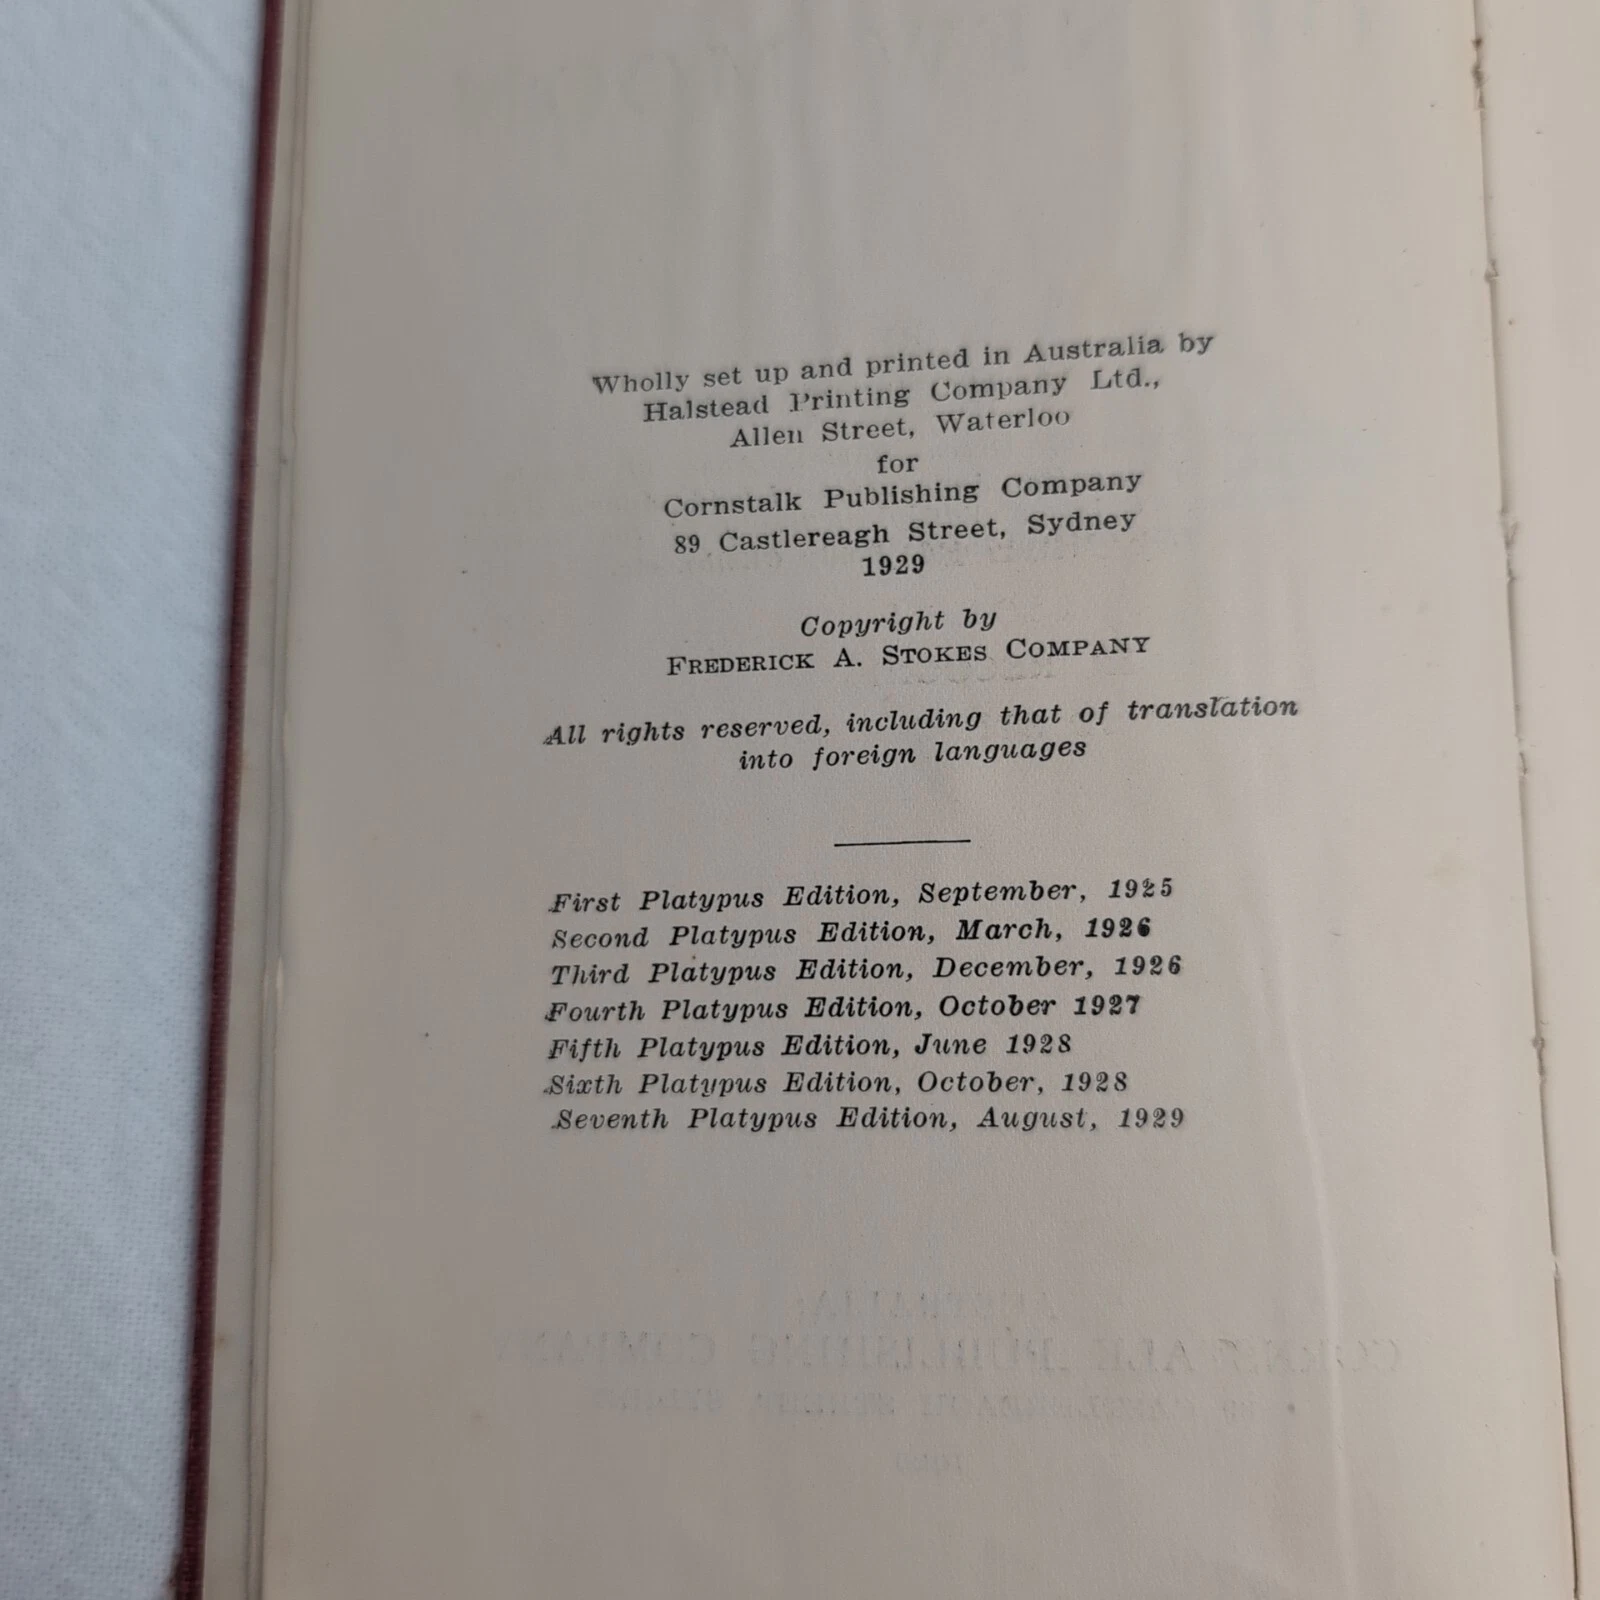 Wholly set up and printed in Australia by
Halstead Printing Company Ltd.,
Allen Street, Waterloo
for
Cornstalk Publishing Company
89 Castlereagh Street, Sydney
1929
Copyright by
FREDERICK A. STOKES COMPANY
All rights reserved, including that of translation
into foreign languages
First Platypus Edition, September, 1925
Second Platypus Edition, March, 1926
Third Platypus Edition, December, 1926
Fourth Platypus Edition, October 1927
Fifth Platypus Edition, June 1928
Sixth Platypus Edition, October, 1928
Seventh Platypus Edition, August, 1929